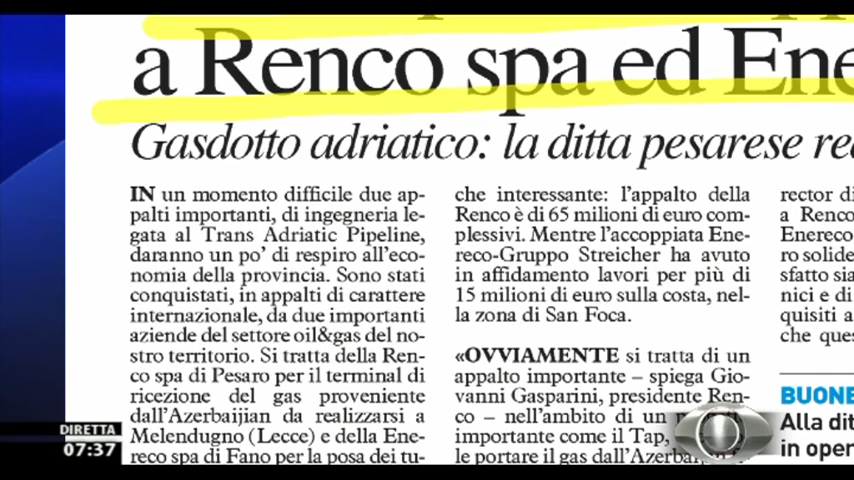 a Renco spa ed Ene
Gasdotto adriatico: la ditta pesarese rea
IN un momento difficile due ap-
palti importanti, di ingegneria le-
gata al Trans Adriatic Pipeline,
daranno un po' di respiro all'eco-
nomia della provincia. Sono stati
conquistati, in appalti di carattere
internazionale, da due importanti
aziende del settore oil&gas del no-
stro territorio. Si tratta della Ren-
co spa di Pesaro per il terminal di
ricezione del gas proveniente
dall'Azerbaijian da realizzarsi a
Melendugno (Lecce) e della Ene-
reco spa di Fano per la posa dei tu-
che interessante: l'appalto della
Renco è di 65 milioni di euro com-
plessivi. Mentre l'accoppiata Ene-
reco-Gruppo Streicher ha avuto
in affidamento lavori per più di
15 milioni di euro sulla costa, nel-
la zona di San Foca.
«OVVIAMENTE si tratta di un
appalto importante – spiega Gio-
vanni Gasparini, presidente Ren-
co – nell'ambito di un
importante come il Tap,
le portare il gas dall'Azerbaijan
rector di
a Renco
Enereco
ro solide
sfatto sia
nici e di
quisiti a
che ques
BUONE
Alla dit
in oper
DIRETTA
07:37